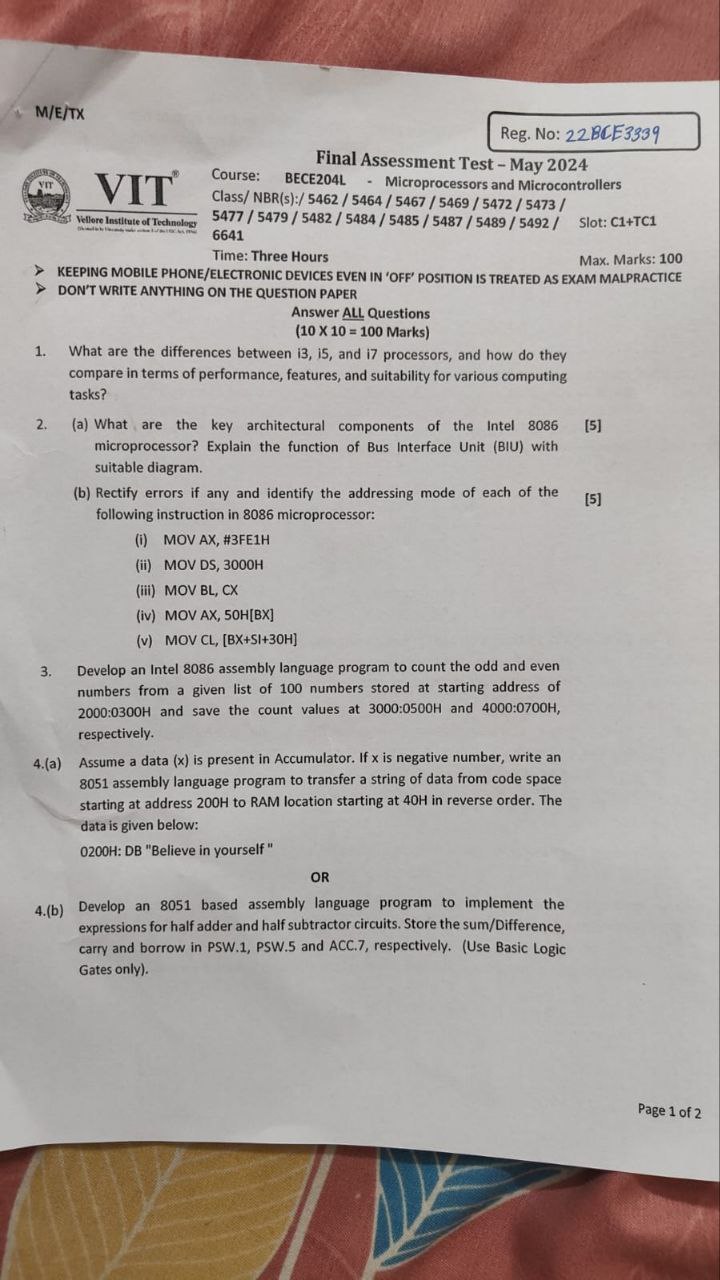 M/E/TX
Reg. No: 22BCE3339
Final Assessment Test – May 2024
VIT®
VIT
Vellore Institute of Technology
Course: BECE204L - Microprocessors and Microcontrollers
Class/ NBR(s):/ 5462 / 5464 / 5467 / 5469 / 5472 / 5473 /
5477 / 5479 / 5482 / 5484 / 5485 / 5487 / 5489 / 5492 / Slot: C1+TC1
6641
Time: Three Hours Max. Marks: 100
➢ KEEPING MOBILE PHONE/ELECTRONIC DEVICES EVEN IN ‘OFF’ POSITION IS TREATED AS EXAM MALPRACTICE
➢ DON’T WRITE ANYTHING ON THE QUESTION PAPER
Answer ALL Questions
(10 X 10 = 100 Marks)
1. What are the differences between i3, i5, and i7 processors, and how do they
compare in terms of performance, features, and suitability for various computing
tasks?
2. (a) What are the key architectural components of the Intel 8086 [5]
microprocessor? Explain the function of Bus Interface Unit (BIU) with
suitable diagram.
(b) Rectify errors if any and identify the addressing mode of each of the [5]
following instruction in 8086 microprocessor:
(i) MOV AX, #3FE1H
(ii) MOV DS, 3000H
(iii) MOV BL, CX
(iv) MOV AX, 50H[BX]
(v) MOV CL, [BX+SI+30H]
3. Develop an Intel 8086 assembly language program to count the odd and even
numbers from a given list of 100 numbers stored at starting address of
2000:0300H and save the count values at 3000:0500H and 4000:0700H,
respectively.
4.(a) Assume a data (x) is present in Accumulator. If x is negative number, write an
8051 assembly language program to transfer a string of data from code space
starting at address 200H to RAM location starting at 40H in reverse order. The
data is given below:
0200H: DB "Believe in yourself "
OR
4.(b) Develop an 8051 based assembly language program to implement the
expressions for half adder and half subtractor circuits. Store the sum/Difference,
carry and borrow in PSW.1, PSW.5 and ACC.7, respectively. (Use Basic Logic
Gates only).
Page 1 of 2